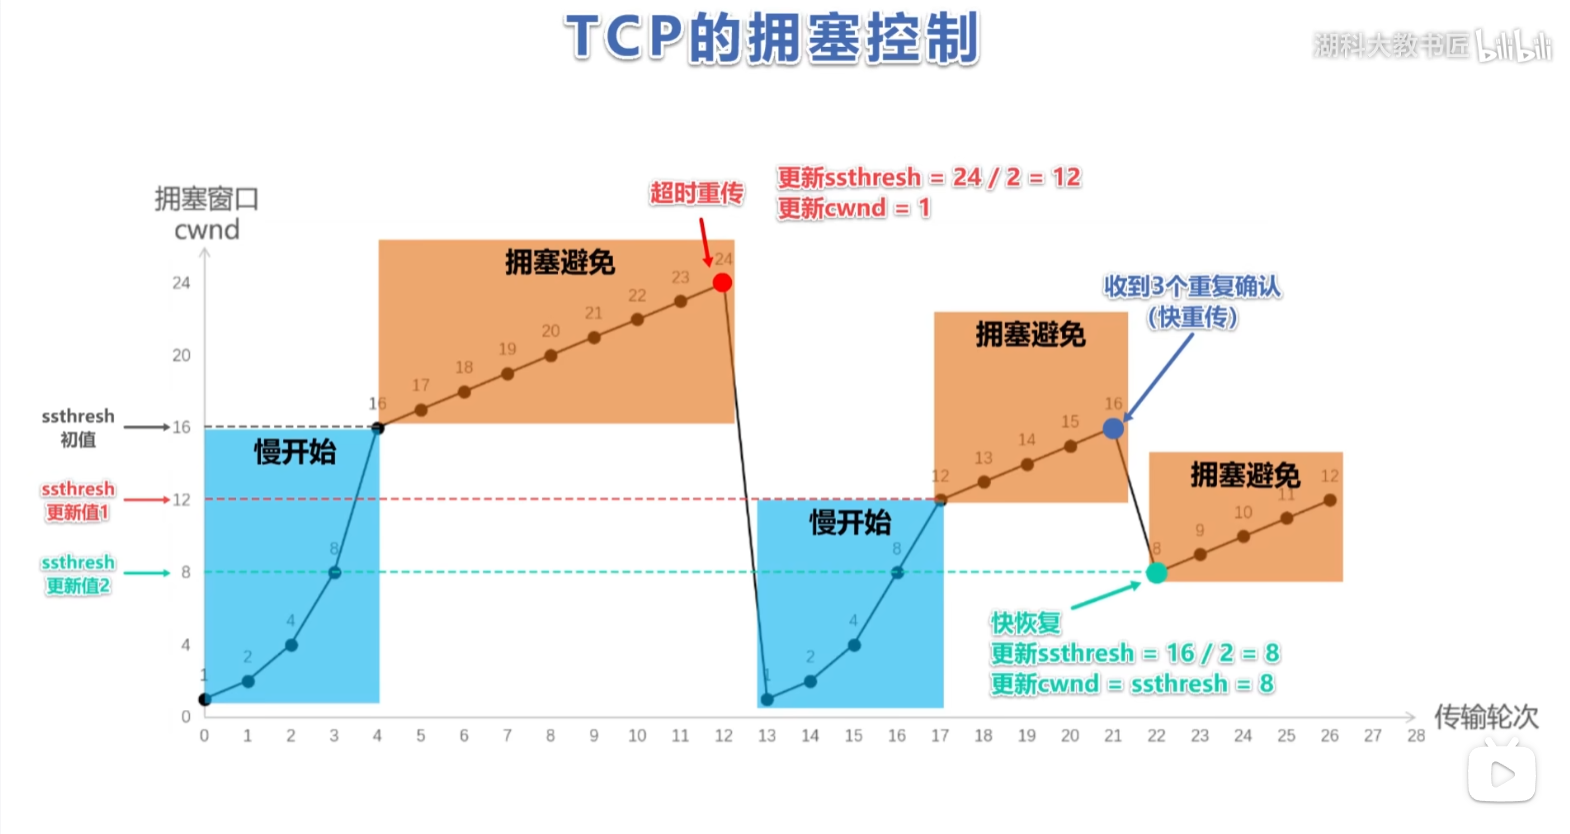 TCP的拥塞控制
湖科大教书匠 bilibili
超时重传
更新ssthresh = 24 / 2 = 12
更新cwnd = 1
拥塞窗口
cwnd
拥塞避免
24
23
22
21
20
19
18
17
16
收到3个重复确认
(快重传)
拥塞避免
16
15
14
13
12
拥塞避免
12
11
10
9
8
24
20
ssthresh
初值
16
ssthresh
更新值1
12
ssthresh
更新值2
8
4
0
慢开始
8
4
2
1
慢开始
8
4
2
1
快恢复
更新ssthresh = 16 / 2 = 8
更新cwnd = ssthresh = 8
0 1 2 3 4 5 6 7 8 9 10 11 12 13 14 15 16 17 18 19 20 21 22 23 24 25 26 27 28
传输轮次